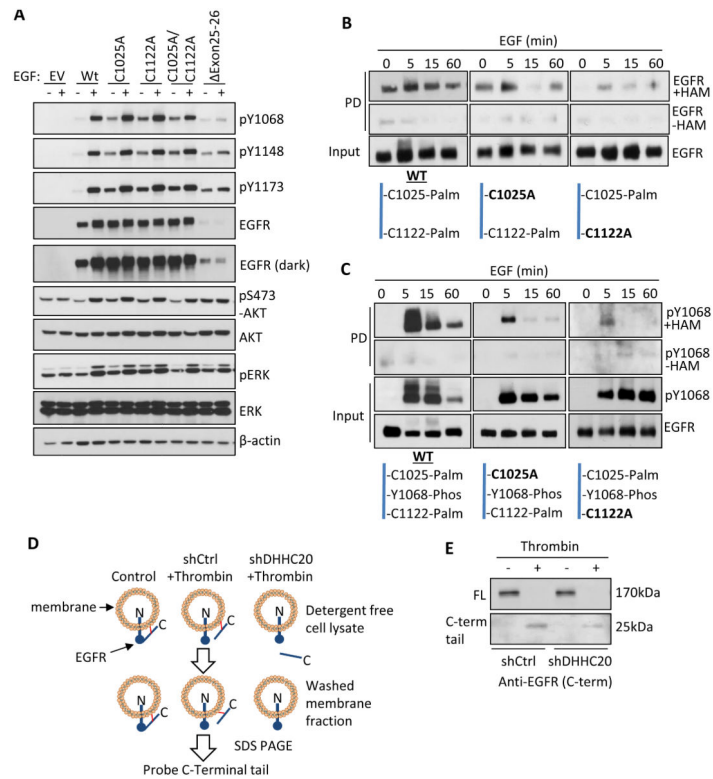 A
EGF: EV Wt C1025A C1122A C1025A/ C1122A ΔExon25-26
- + - + - + - + - + - +
pY1068
pY1148
pY1173
EGFR
EGFR (dark)
pS473
-AKT
AKT
pERK
ERK
β-actin
B
EGF (min)
0 5 15 60 0 5 15 60 0 5 15 60
PD
EGFR
+HAM
EGFR
-HAM
Input
EGFR
WT
-C1025-Palm -C1025A -C1025-Palm
-C1122-Palm -C1122-Palm -C1122A
C
EGF (min)
0 5 15 60 0 5 15 60 0 5 15 60
PD
pY1068
+HAM
pY1068
-HAM
Input
pY1068
EGFR
WT
-C1025-Palm -C1025A -C1025-Palm
-Y1068-Phos -Y1068-Phos -Y1068-Phos
-C1122-Palm -C1122-Palm -C1122A
D
Control shCtrl +Thrombin shDHHC20 +Thrombin
membrane
N C N C N
EGFR
C
Detergent free
cell lysate
N C N C N
Washed
membrane
fraction
SDS PAGE
Probe C-Terminal tail
E
Thrombin
- + - +
FL 170kDa
C-term
tail
25kDa
shCtrl shDHHC20
Anti-EGFR (C-term)